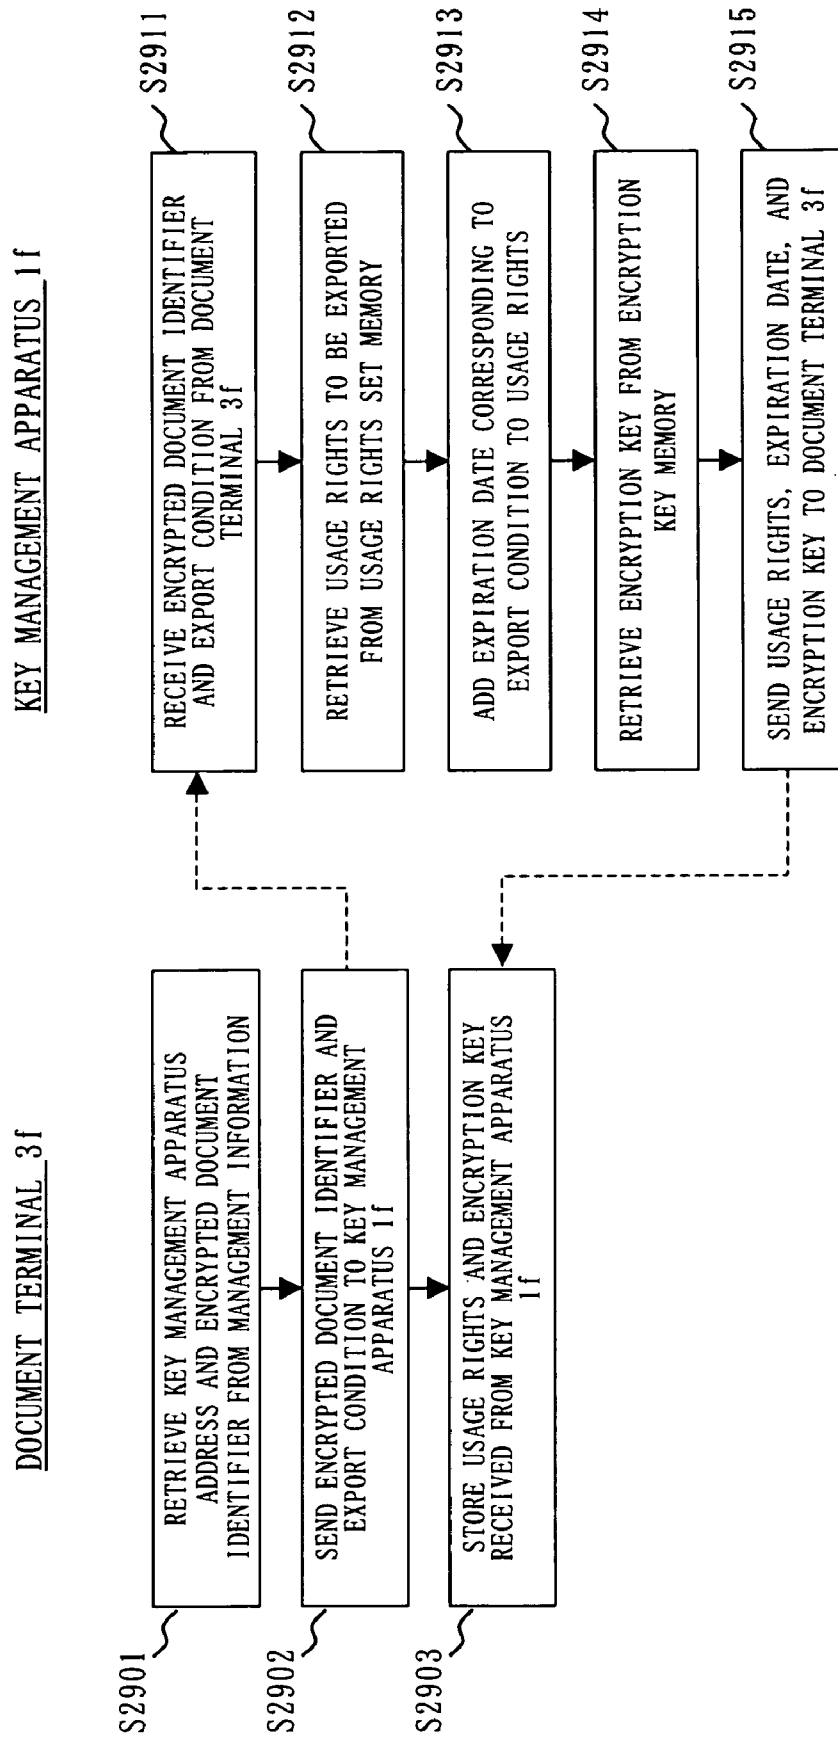 DOCUMENT TERMINAL 3f
S2901
RETRIEVE KEY MANAGEMENT APPARATUS
ADDRESS AND ENCRYPTED DOCUMENT
IDENTIFIER FROM MANAGEMENT INFORMATION
S2902
SEND ENCRYPTED DOCUMENT IDENTIFIER AND
EXPORT CONDITION TO KEY MANAGEMENT
APPARATUS 1f
S2903
STORE USAGE RIGHTS AND ENCRYPTION KEY
RECEIVED FROM KEY MANAGEMENT APPARATUS
1f
KEY MANAGEMENT APPARATUS 1f
RECEIVE ENCRYPTED DOCUMENT IDENTIFIER
AND EXPORT CONDITION FROM DOCUMENT
TERMINAL 3f
S2911
RETRIEVE USAGE RIGHTS TO BE EXPORTED
FROM USAGE RIGHTS SET MEMORY
S2912
ADD EXPIRATION DATE CORRESPONDING TO
EXPORT CONDITION TO USAGE RIGHTS
S2913
RETRIEVE ENCRYPTION KEY FROM ENCRYPTION
KEY MEMORY
S2914
SEND USAGE RIGHTS, EXPIRATION DATE, AND
ENCRYPTION KEY TO DOCUMENT TERMINAL 3f
S2915